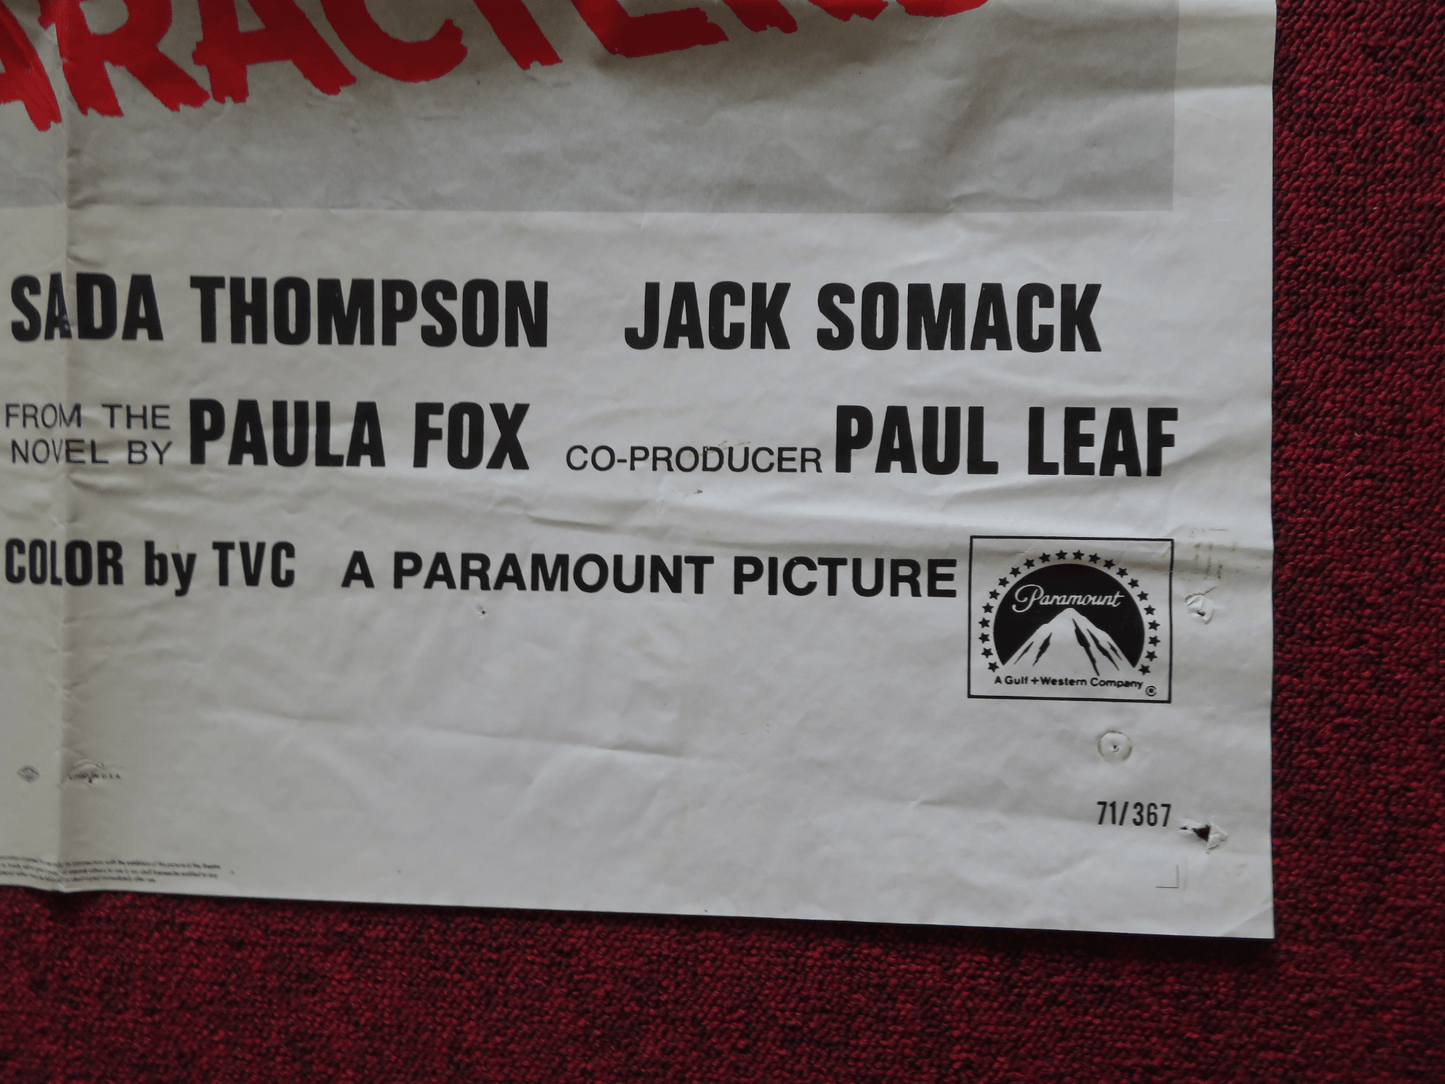 ARACTERS
SADA THOMPSON JACK SOMACK
FROM THE
NOVEL BY PAULA FOX CO-PRODUCER PAUL LEAF
COLOR by TVC A PARAMOUNT PICTURE
Paramount
A Gulf + Western Company ®
71/367